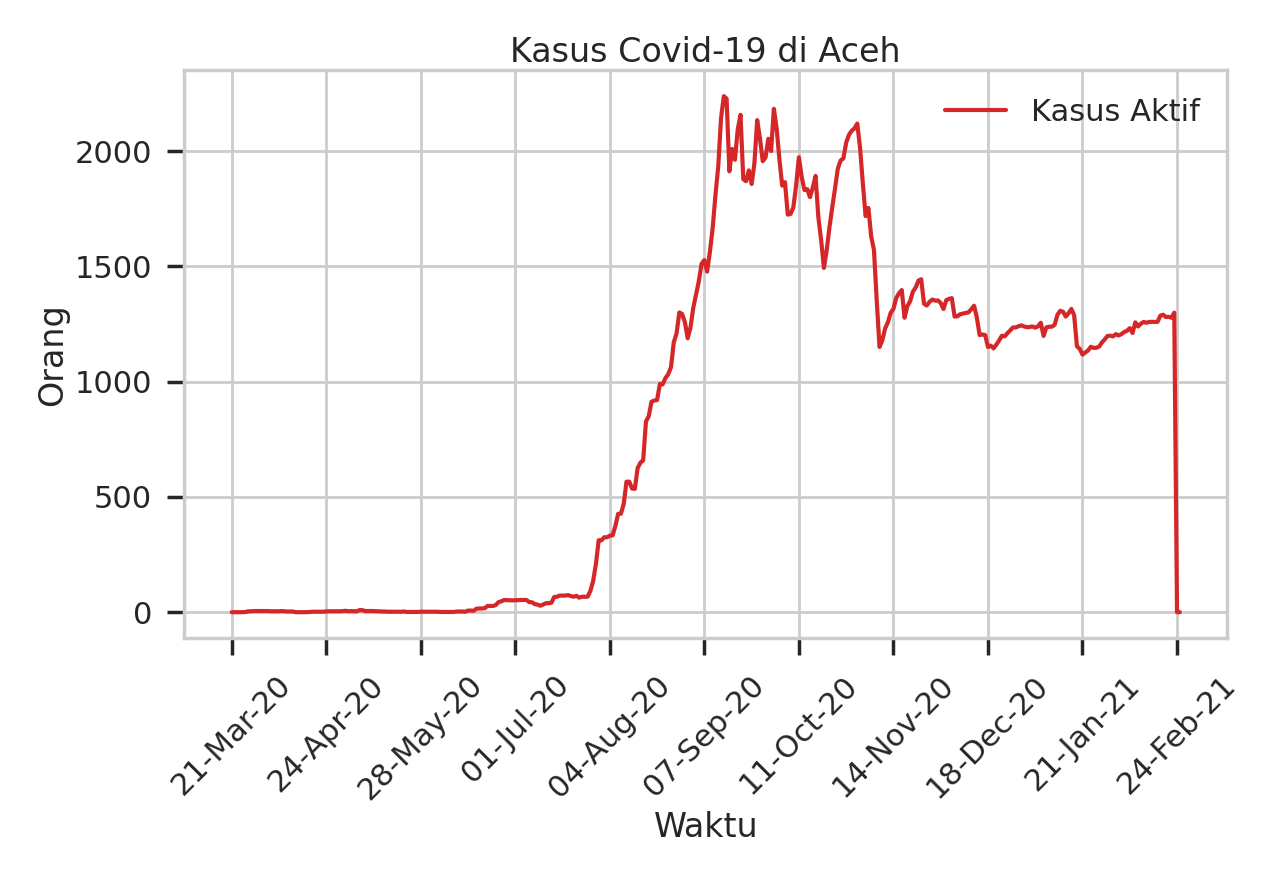 Kasus Covid-19 di Aceh
Kasus Aktif
Orang
2000
1500
1000
500
0
21-Mar-20
24-Apr-20
28-May-20
01-Jul-20
04-Aug-20
07-Sep-20
11-Oct-20
14-Nov-20
18-Dec-20
21-Jan-21
24-Feb-21
Waktu